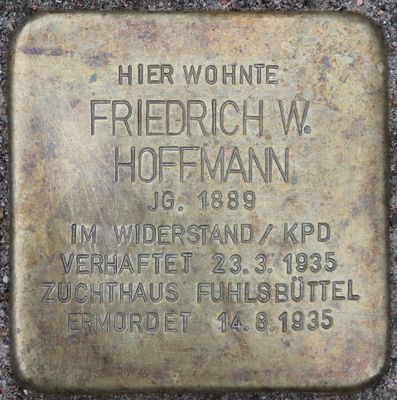 HIER WOHNTE
FRIEDRICH W.
HOFFMANN
JG. 1889
IM WIDERSTAND / KPD
VERHAFTET 23.3.1935
ZUCHTHAUS FUHLSBÜTTEL
ERMORDET 14.8.1935